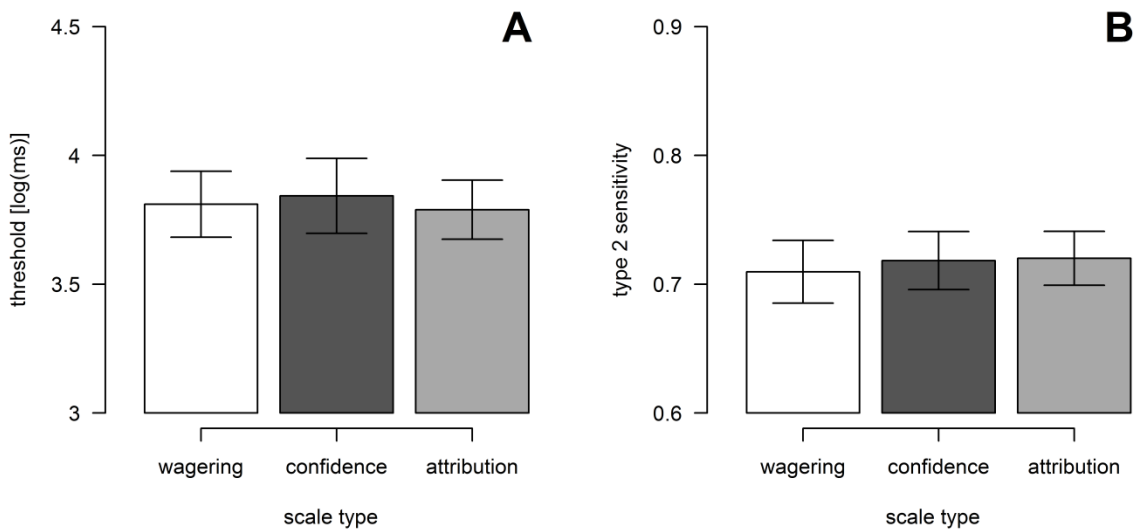 A
threshold [log(ms)]
4.5
4
3.5
3
wagering confidence attribution
scale type
B
type 2 sensitivity
0.9
0.8
0.7
0.6
wagering confidence attribution
scale type